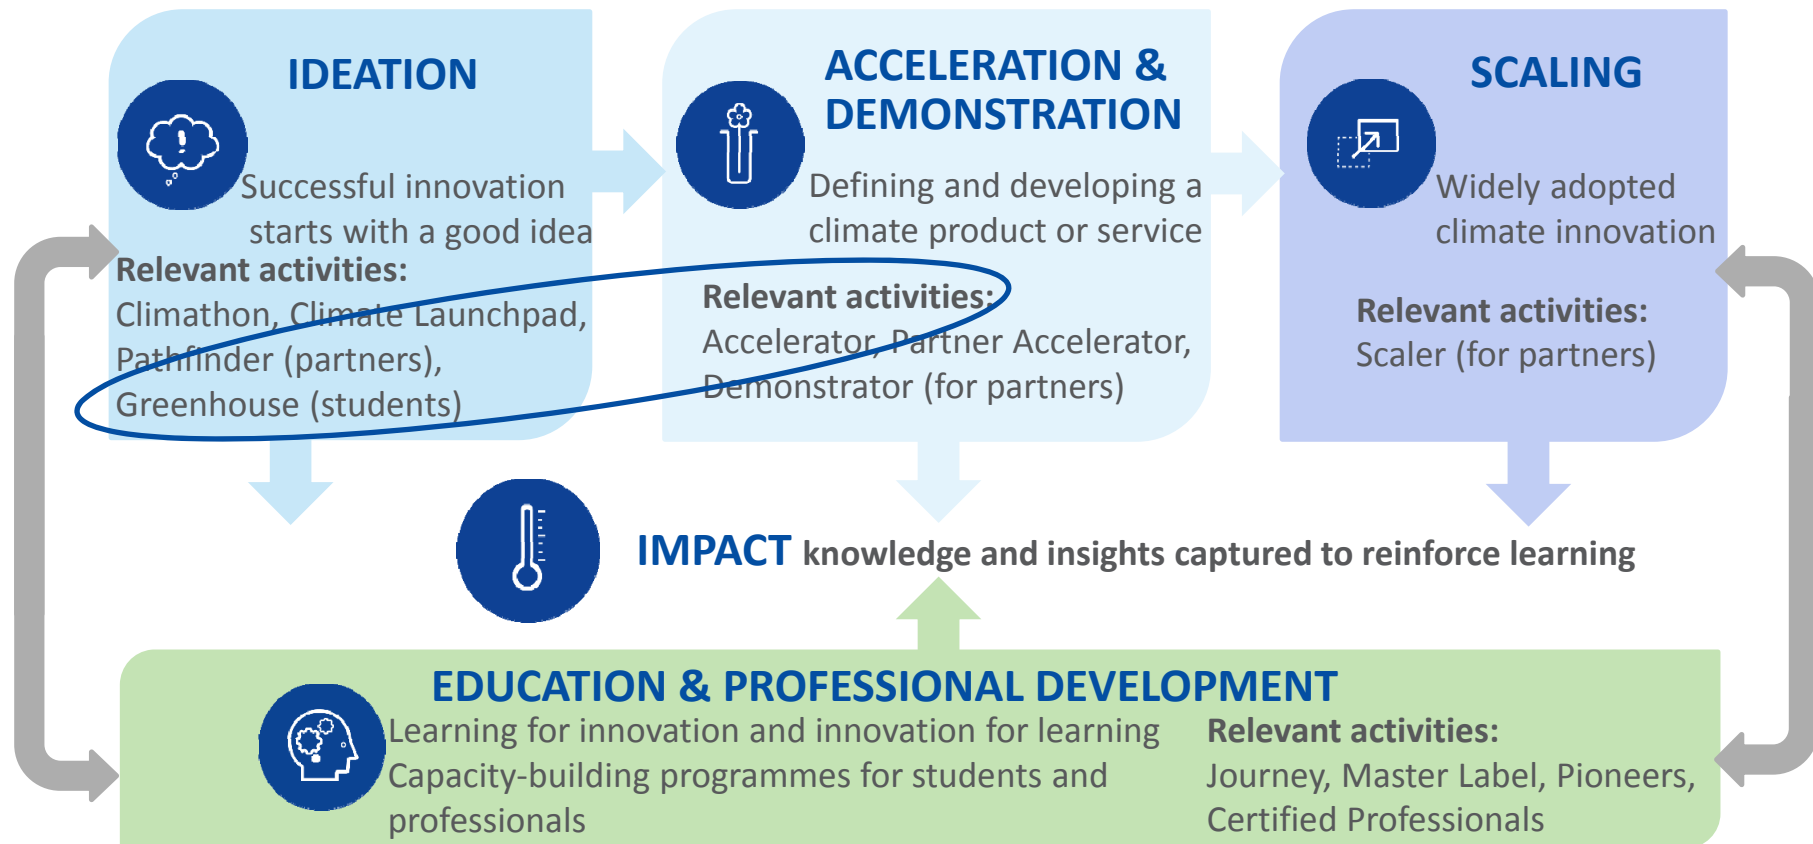 IDEATION
Successful innovation
starts with a good idea
Relevant activities:
Climathon, Climate Launchpad,
Pathfinder (partners),
Greenhouse (students)
ACCELERATION &
DEMONSTRATION
Defining and developing a
climate product or service
Relevant activities:
Accelerator, Partner Accelerator,
Demonstrator (for partners)
SCALING
Widely adopted
climate innovation
Relevant activities:
Scaler (for partners)
IMPACT knowledge and insights captured to reinforce learning
EDUCATION & PROFESSIONAL DEVELOPMENT
Learning for innovation and innovation for learning
Capacity-building programmes for students and
professionals
Relevant activities:
Journey, Master Label, Pioneers,
Certified Professionals